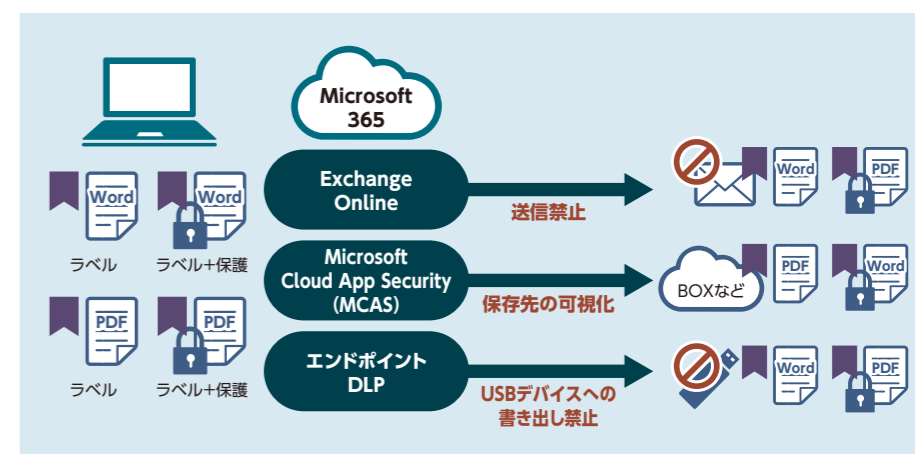 Microsoft
365
Exchange
Online
送信禁止
Word
PDF
Word
Word
ラベル
ラベル+保護
Microsoft
Cloud App Security
(MCAS)
保存先の可視化
BOXなど
PDF
Word
PDF
PDF
ラベル
ラベル+保護
エンドポイント
DLP
USBデバイスへの
書き出し禁止
Word
PDF